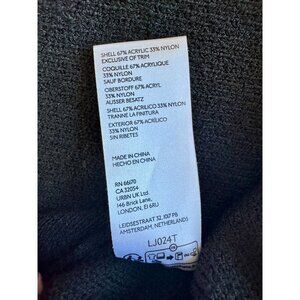 SHELL 67% ACRYLIC 33% NYLON
EXCLUSIVE OF TRIM
COQUILLE 67% ACRYLIQUE
33% NYLON
SAUF BORDURE
OBERSTOFF 67% ACRYL
33% NYLON
AUSSER BESATZ
SHELL 67% ACRILICO 33% NYLON
TRANNE LA FINITURA
EXTERIOR 67% ACRÍLICO
33% NYLON
SIN RIBETES
MADE IN CHINA
HECHO EN CHINA
RN 66170
CA 32054
URBN UK Ltd.
146 Brick Lane,
LONDON, E1 6RU
LEIDSESTRAAT 32, 1017 PB
AMSTERDAM, NETHERLANDS
LJ024T